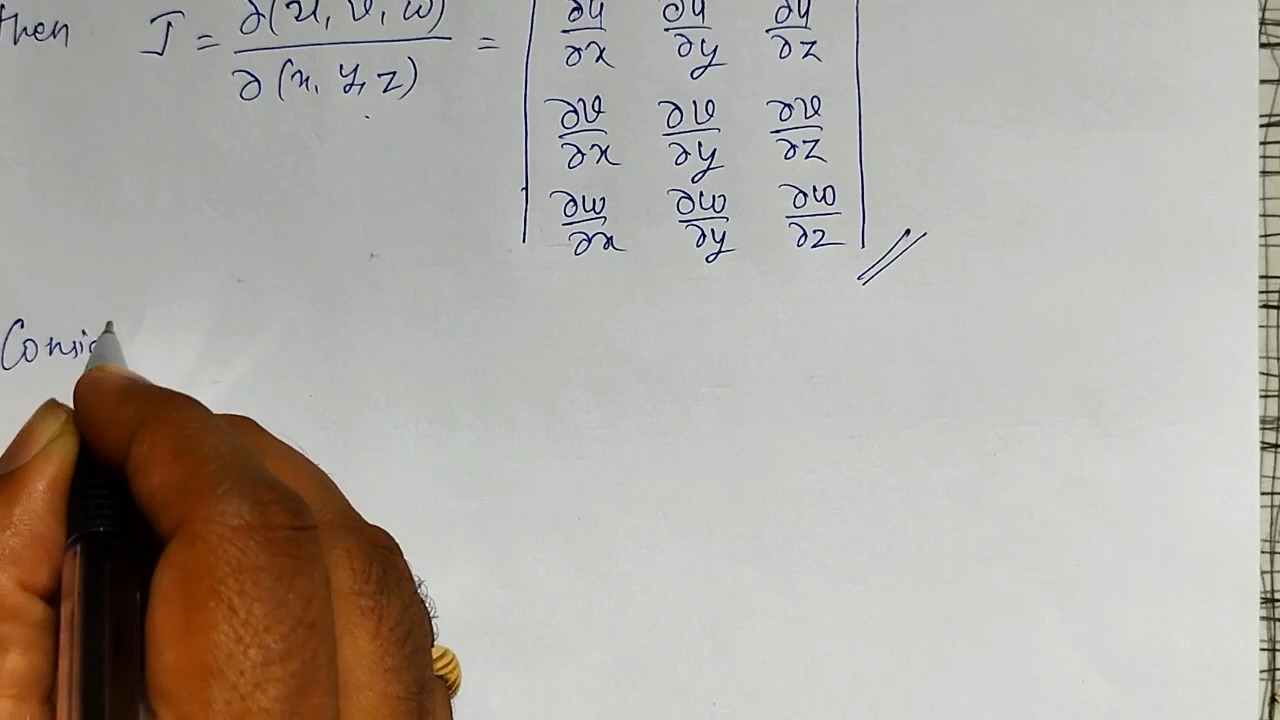 then J = ∂(u, v, w) / ∂(x, y, z) = | ∂u/∂x ∂u/∂y ∂u/∂z |
| ∂v/∂x ∂v/∂y ∂v/∂z |
| ∂w/∂x ∂w/∂y ∂w/∂z | //
Consi